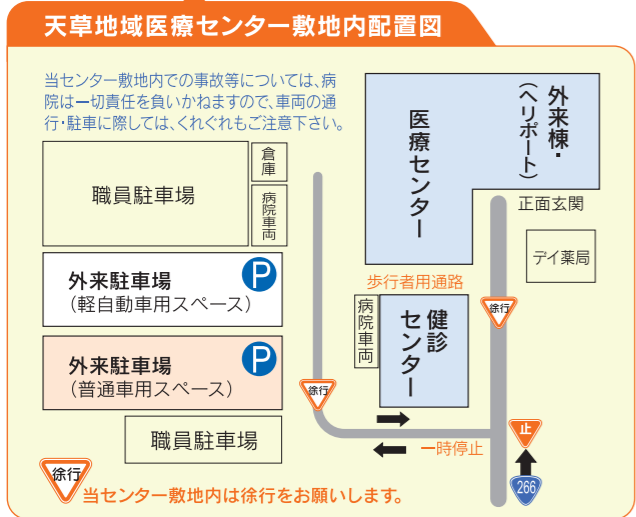 天草地域医療センター敷地内配置図
当センター敷地内での事故等については、病
院は一切責任を負いかねますので、車両の通
行・駐車に際しては、くれぐれもご注意下さい。
職員駐車場
倉庫
病院車両
外来駐車場
（軽自動車用スペース）
P
外来駐車場
（普通車用スペース）
P
職員駐車場
医療センター
外来棟・
（ヘリポート）
正面玄関
デイ薬局
歩行者用通路
病院車両
健診
センター
徐行
徐行
一時停止
止
266
徐行
当センター敷地内は徐行をお願いします。